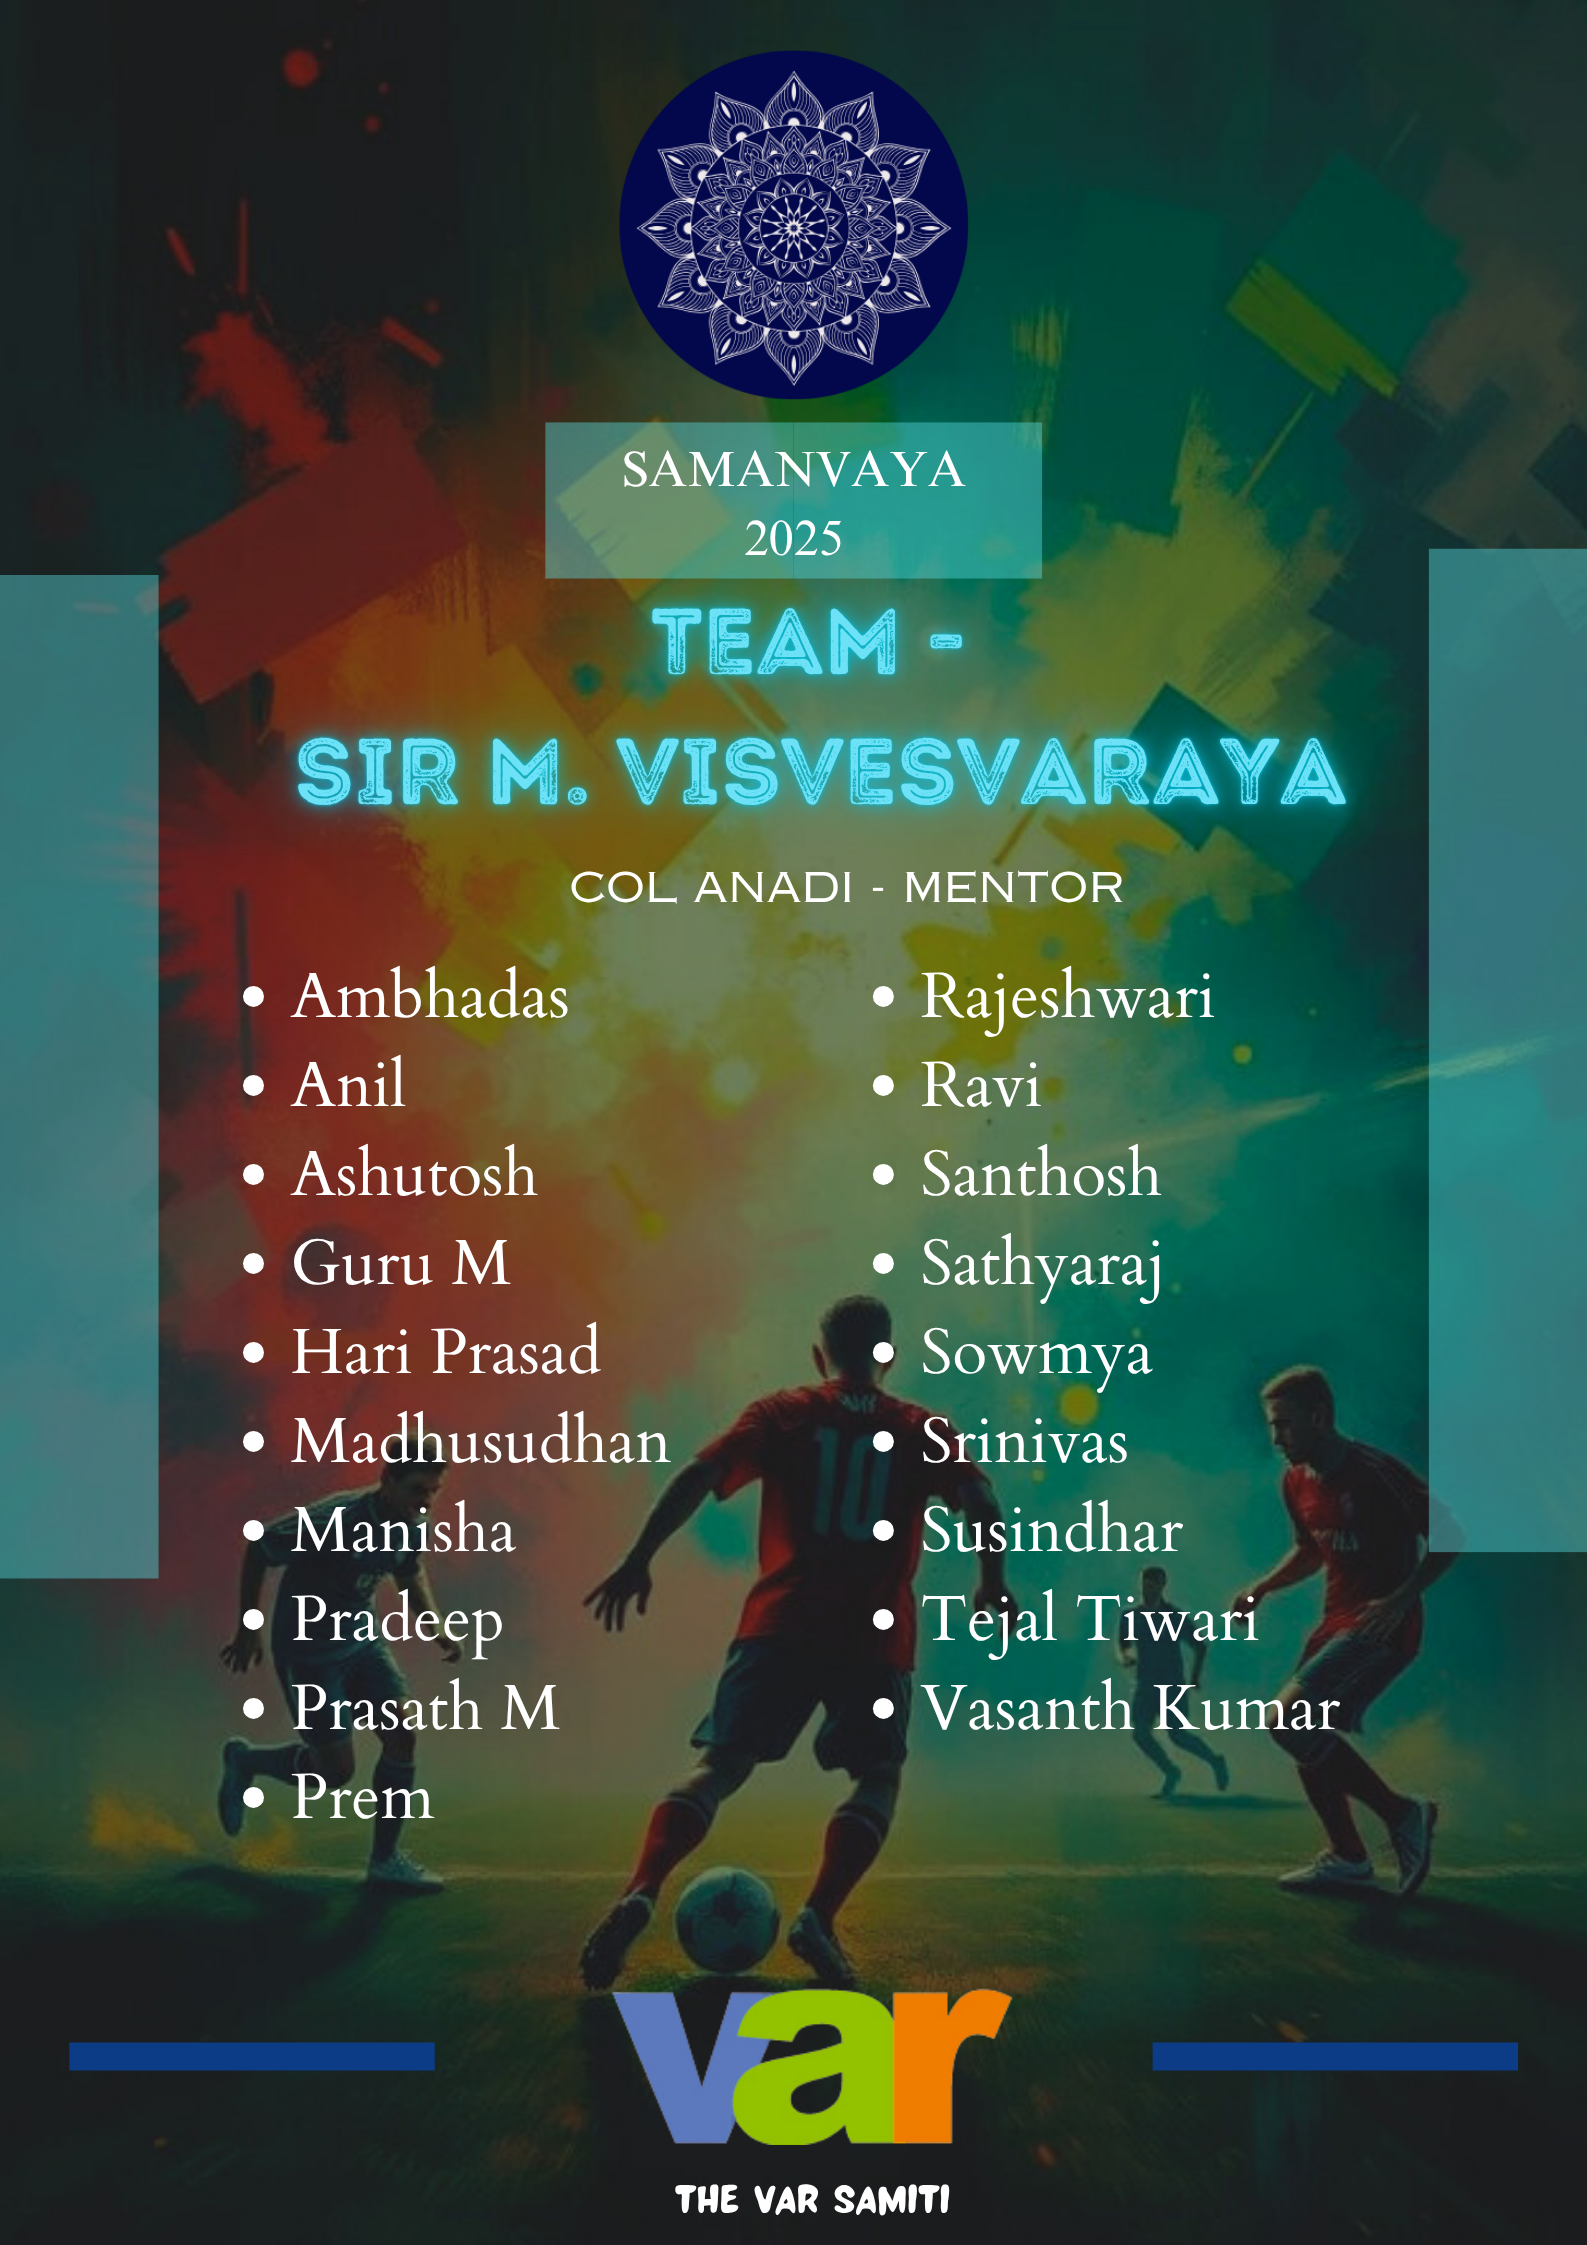 SAMANVAYA
2025
TEAM -
SIR M. VISVESVARAYA
COL ANADI - MENTOR
• Ambhadas
• Anil
• Ashutosh
• Guru M
• Hari Prasad
• Madhusudhan
• Manisha
• Pradeep
• Prasath M
• Prem
• Rajeshwari
• Ravi
• Santhosh
• Sathyaraj
• Sowmya
• Srinivas
• Susindhar
• Tejal Tiwari
• Vasanth Kumar
10
var
THE VAR SAMITI